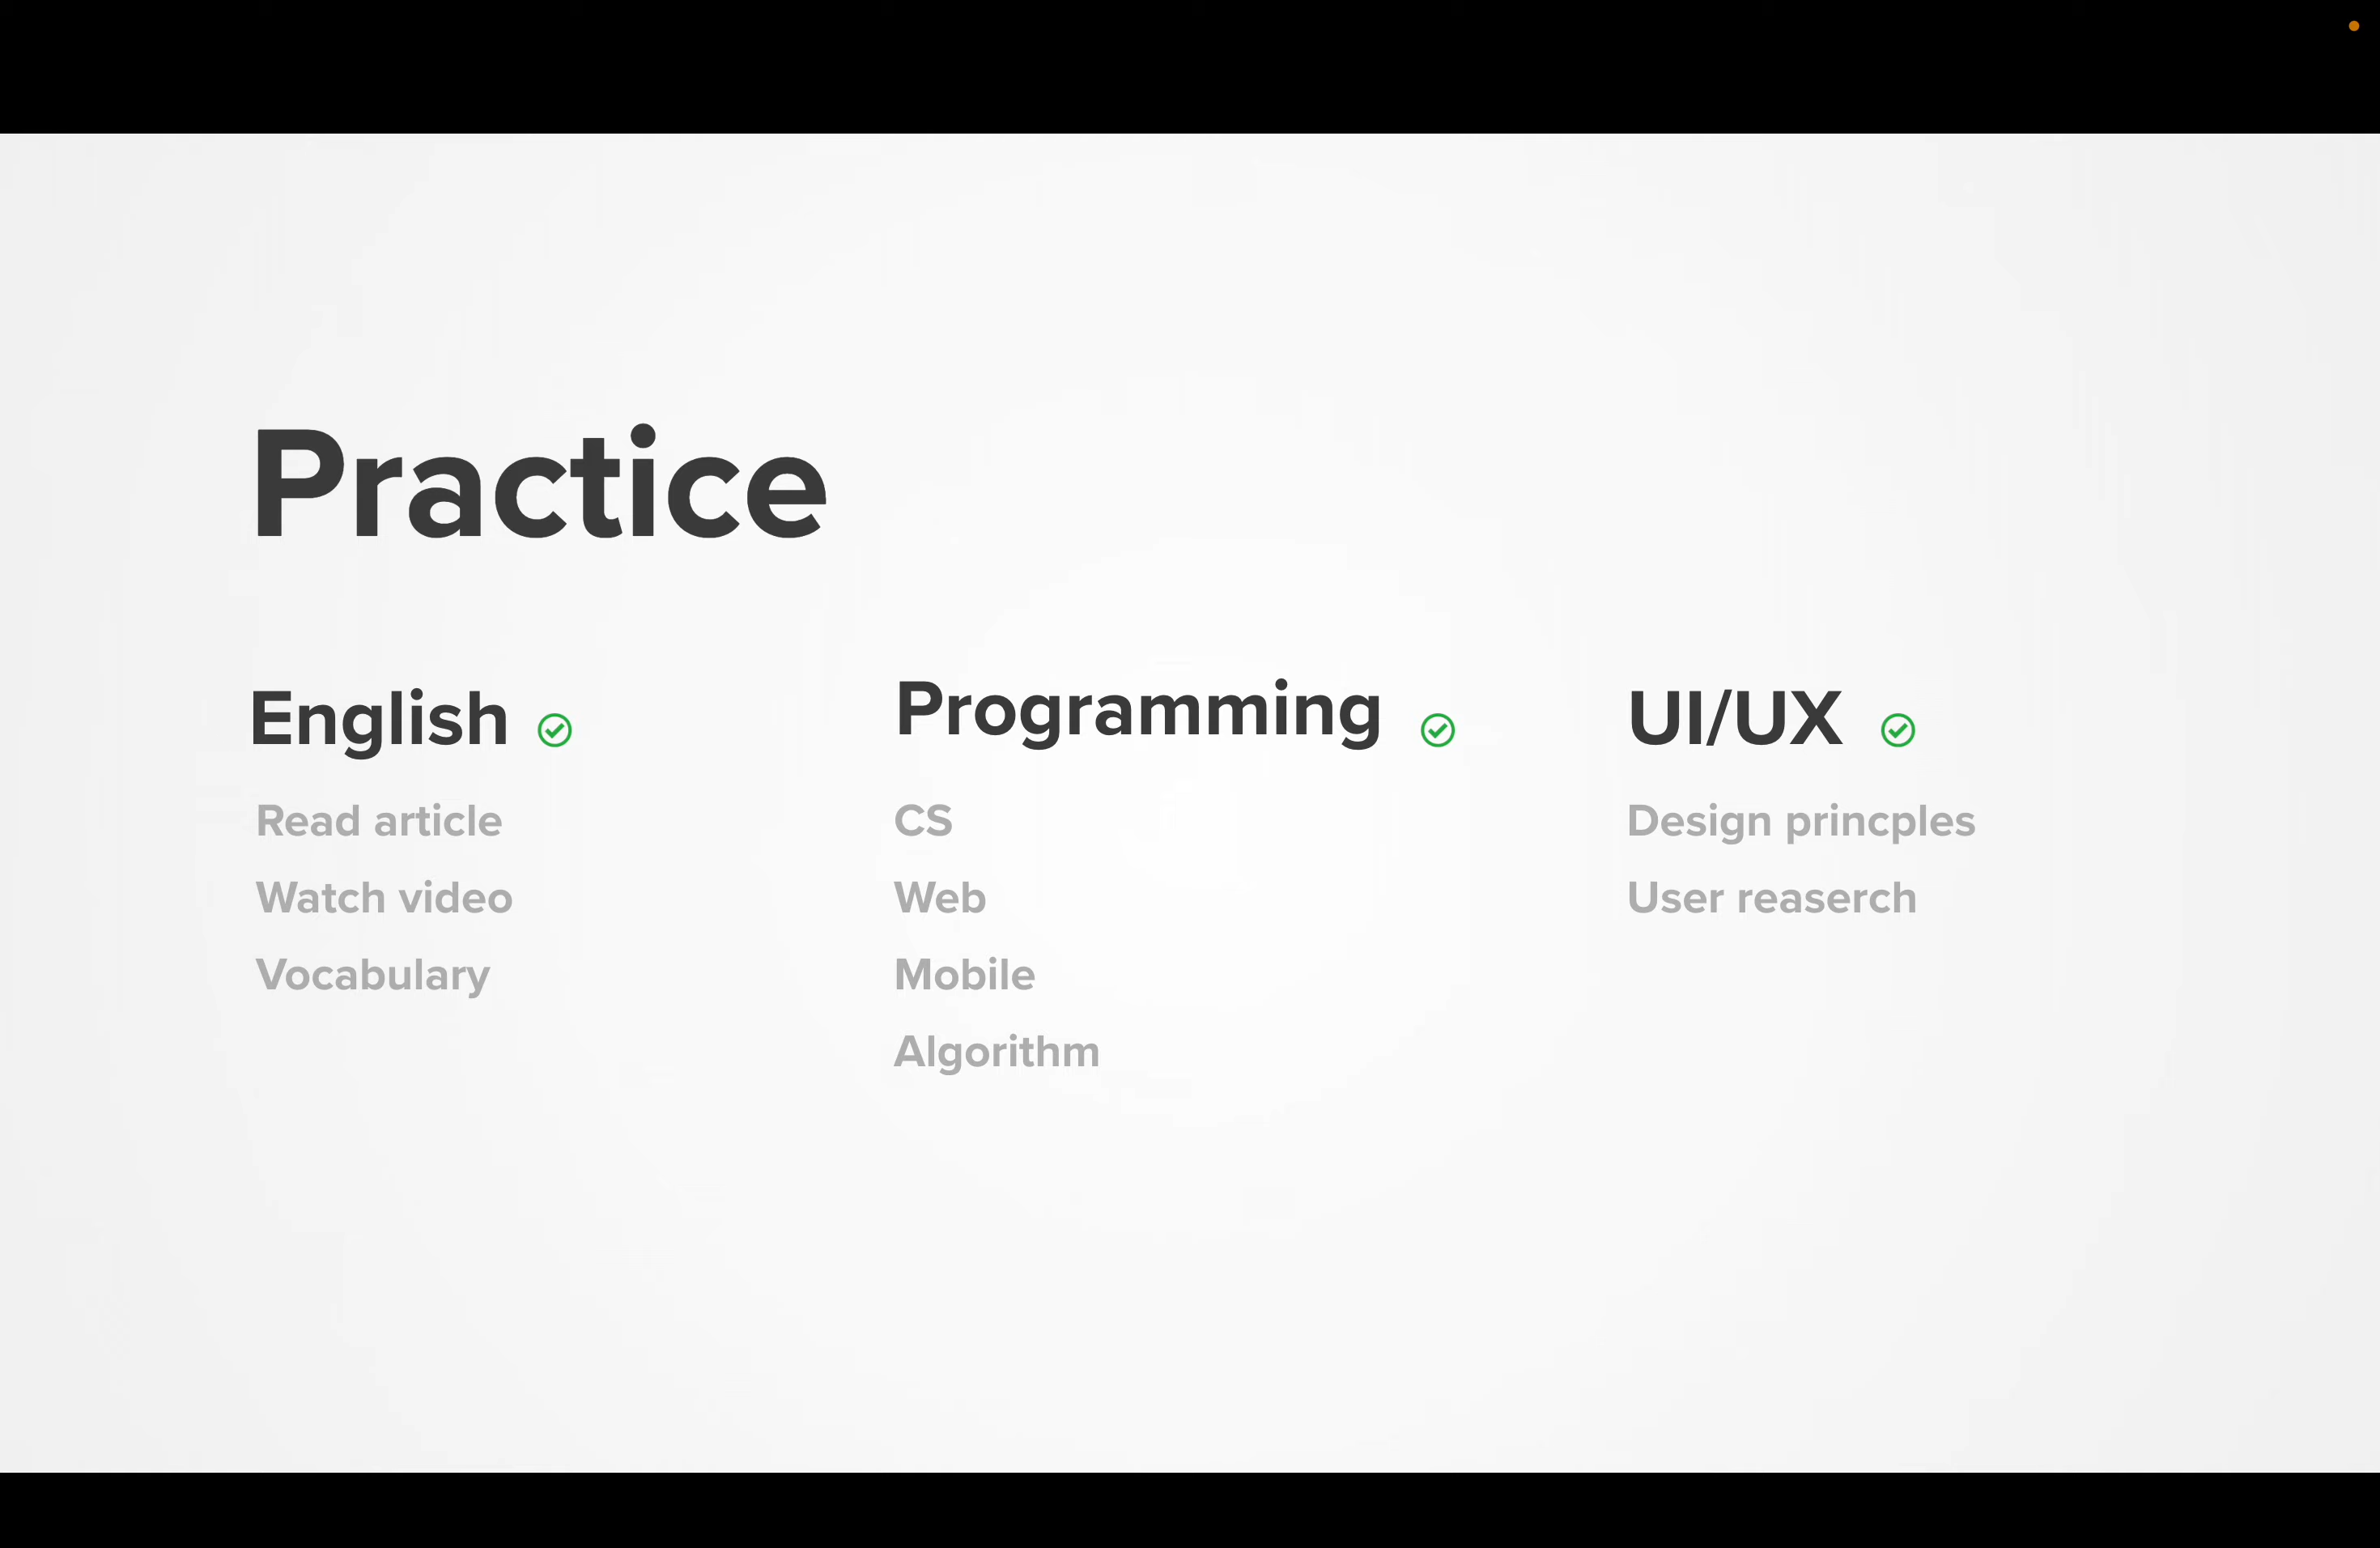 Practice
English
Read article
Watch video
Vocabulary
Programming
CS
Web
Mobile
Algorithm
UI/UX
Design princples
User reaserch